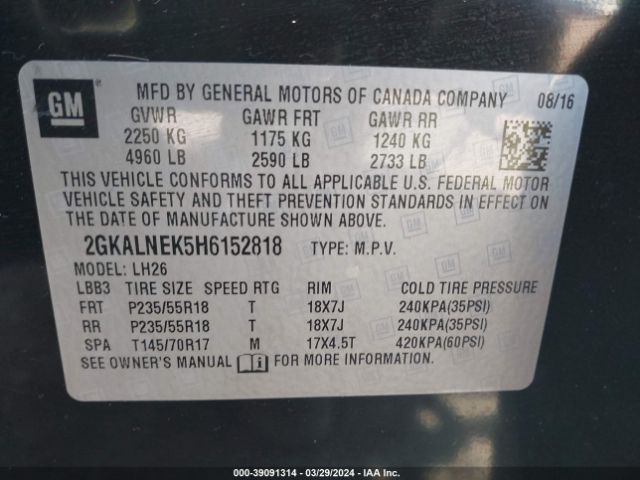 GM
MFD BY GENERAL MOTORS OF CANADA COMPANY 08/16
GVWR GAWR FRT GAWR RR
2250 KG 1175 KG 1240 KG
4960 LB 2590 LB 2733 LB
THIS VEHICLE CONFORMS TO ALL APPLICABLE U.S. FEDERAL MOTOR
VEHICLE SAFETY AND THEFT PREVENTION STANDARDS IN EFFECT ON
THE DATE OF MANUFACTURE SHOWN ABOVE.
2GKALNEK5H6152818 TYPE: M.P.V.
MODEL: LH26
LBB3 TIRE SIZE SPEED RTG RIM COLD TIRE PRESSURE
FRT P235/55R18 T 18X7J 240KPA(35PSI)
RR P235/55R18 T 18X7J 240KPA(35PSI)
SPA T145/70R17 M 17X4.5T 420KPA(60PSI)
SEE OWNER'S MANUAL FOR MORE INFORMATION.
000-39091314 - 03/29/2024 - IAAI.com